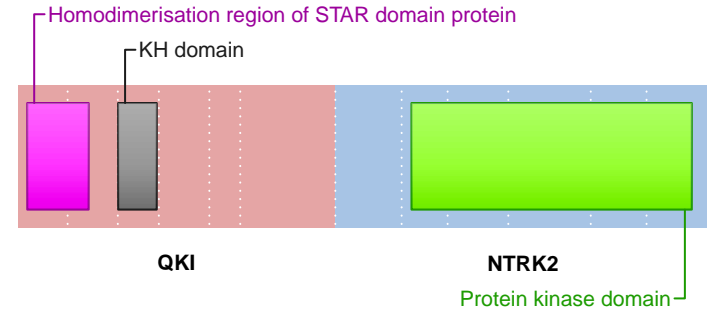 Homodimerisation region of STAR domain protein
KH domain
QKI
NTRK2
Protein kinase domain